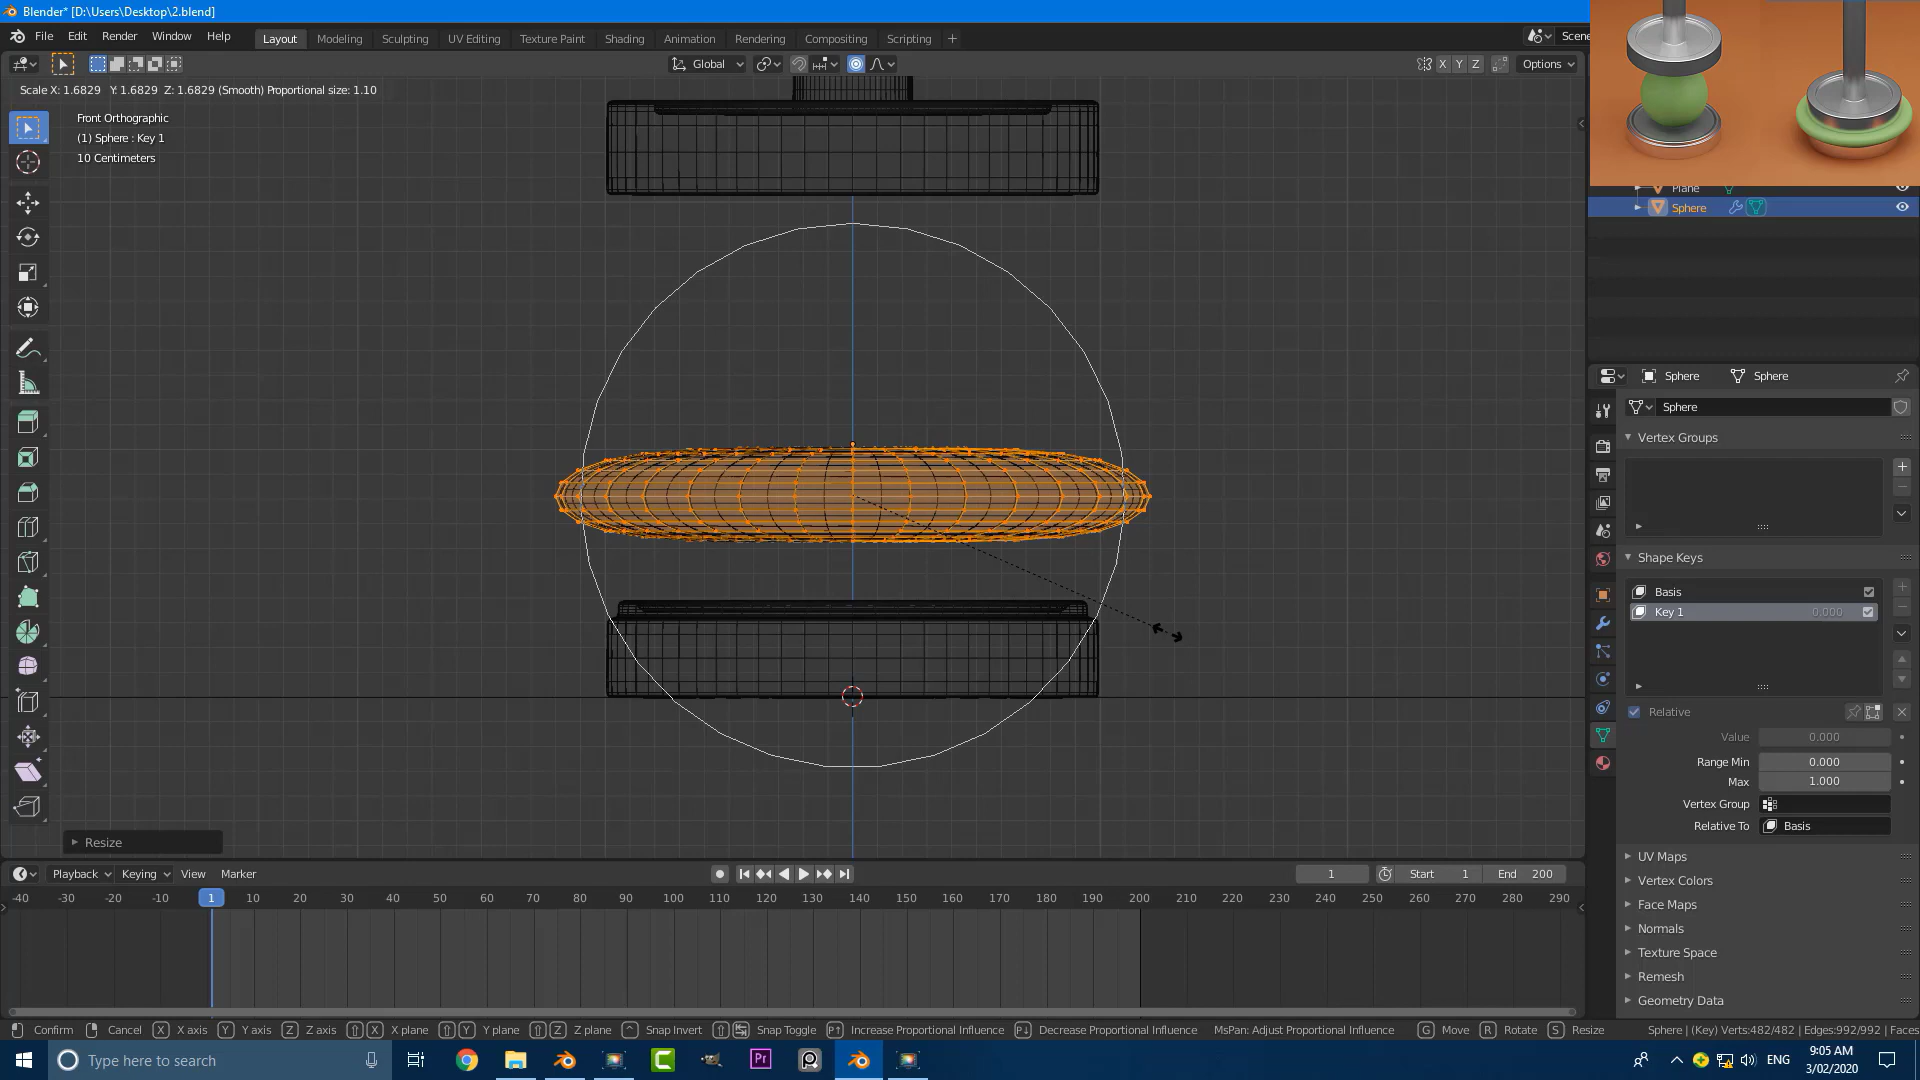 Blender* [D:\Users\Desktop\2.blend]
File Edit Render Window Help
Layout Modeling Sculpting UV Editing Texture Paint Shading Animation Rendering Compositing Scripting
Scene
Global
X Y Z
Options
Scale X: 1.6829 Y: 1.6829 Z: 1.6829 (Smooth) Proportional size: 1.10
Front Orthographic
(1) Sphere : Key 1
10 Centimeters
Plane
Sphere
Sphere Sphere
Sphere
Vertex Groups
Shape Keys
Basis
Key 1 0.000
Relative
Value 0.000
Range Min 0.000
Max 1.000
Vertex Group
Relative To Basis
UV Maps
Vertex Colors
Face Maps
Normals
Texture Space
Remesh
Geometry Data
Resize
Playback Keying View Marker
1 Start 1 End 200
-40 -30 -20 -10 1 10 20 30 40 50 60 70 80 90 100 110 120 130 140 150 160 170 180 190 200 210 220 230 240 250 260 270 280 290
Confirm Cancel X X axis Y Y axis Z Z axis X X plane Y Y plane Z Z plane Snap Invert Snap Toggle Increase Proportional Influence Decrease Proportional Influence MsPan: Adjust Proportional Influence G Move R Rotate S Resize Sphere | (Key) Verts:482/482 | Edges:992/992 | Faces
Type here to search
Pr
ENG
9:05 AM
3/02/2020